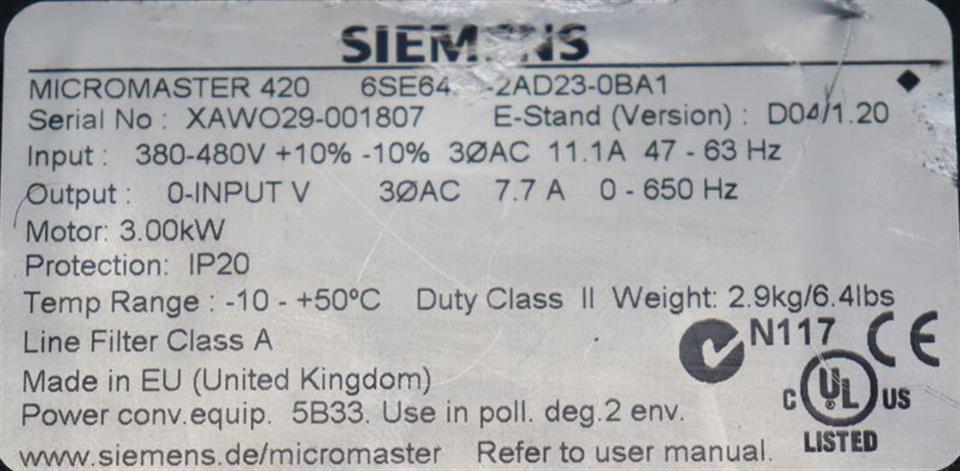 SIEMENS
MICROMASTER 420 6SE64 -2AD23-0BA1
Serial No : XAWO29-001807 E-Stand (Version) : D04/1.20
Input : 380-480V +10% -10% 3ØAC 11.1A 47 - 63 Hz
Output : 0-INPUT V 3ØAC 7.7 A 0 - 650 Hz
Motor: 3.00kW
Protection: IP20
Temp Range : -10 - +50ºC Duty Class II Weight: 2.9kg/6.4lbs
Line Filter Class A
N117 CE
Made in EU (United Kingdom)
C UL US
Power conv.equip. 5B33. Use in poll. deg.2 env.
LISTED
www.siemens.de/micromaster Refer to user manual.